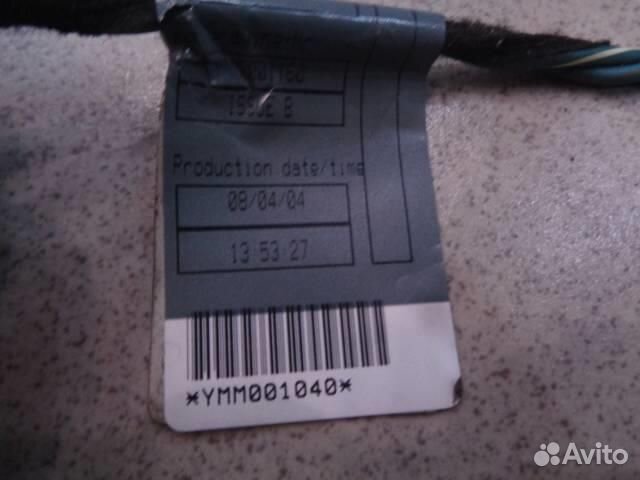 ISSUE B
Production date/time
08/04/04
13:53:27
*YMM001040*
Avito